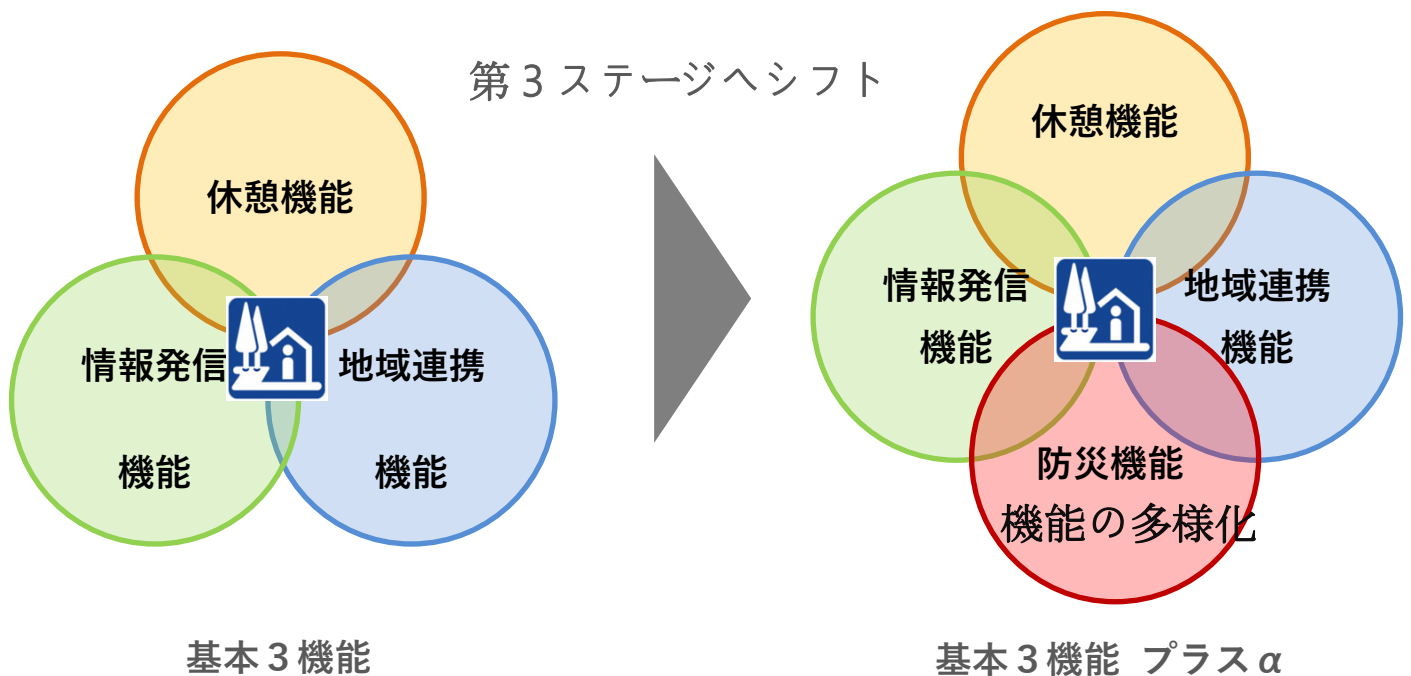 第3ステージへシフト
休憩機能
情報発信
機能
地域連携
機能
基本3機能
休憩機能
情報発信
機能
地域連携
機能
防災機能
機能の多様化
基本3機能 プラスα